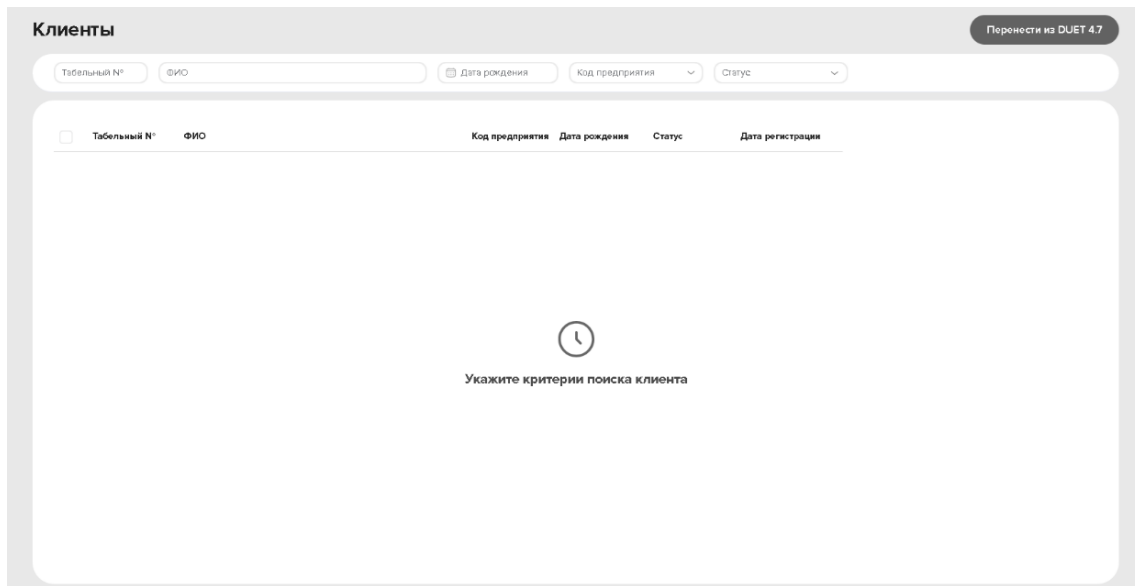 Клиенты
Перенести из DUET 4.7
Табельный №
ФИО
Дата рождения
Код предприятия
Статус
Табельный № ФИО Код предприятия Дата рождения Статус Дата регистрации
Укажите критерии поиска клиента